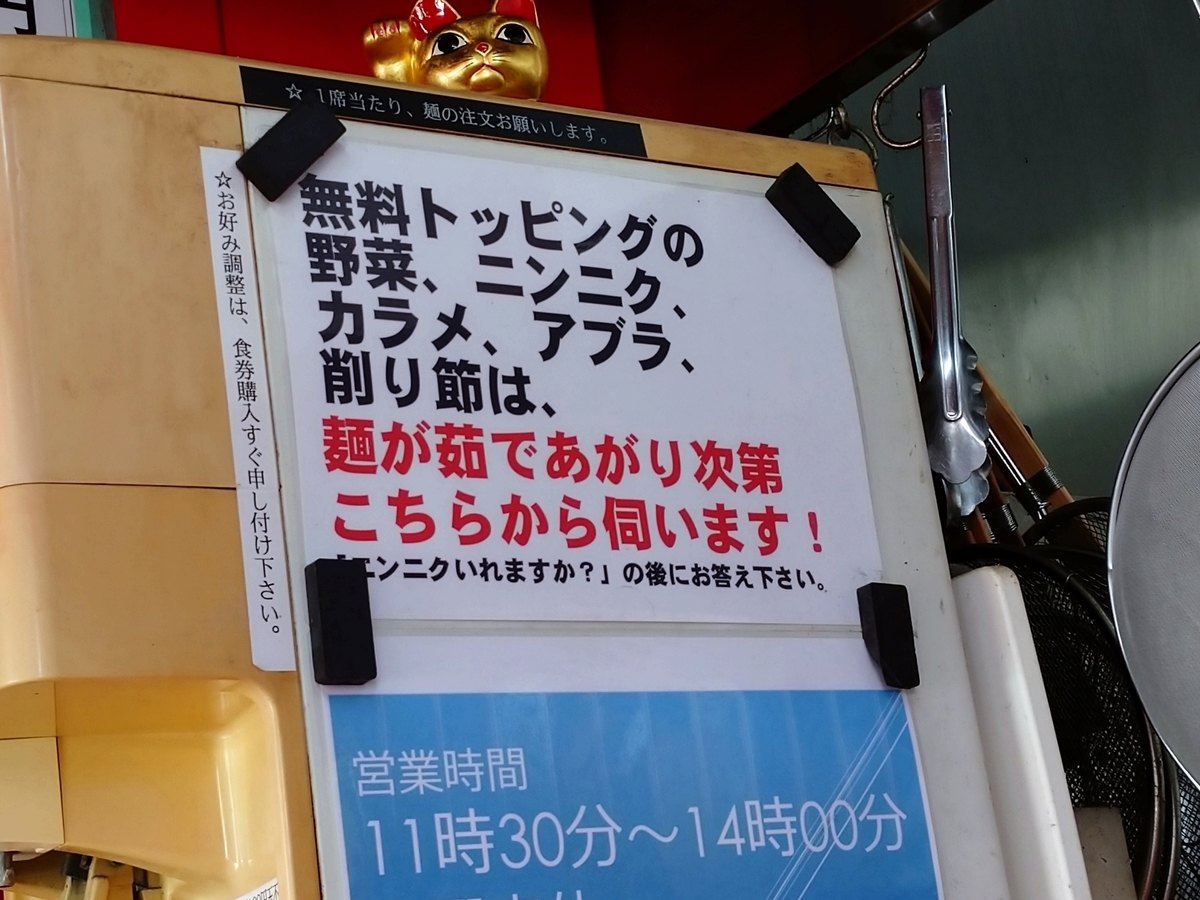 ☆ 1席当たり、麺の注文お願いします。
☆お好み調整は、食券購入すぐ申し付け下さい。
無料トッピングの
野菜、ニンニク、
カラメ、アブラ、
削り節は、
麺が茹であがり次第
こちらから伺います！
「ニンニクいれますか？」の後にお答え下さい。
営業時間
11時30分～14時00分